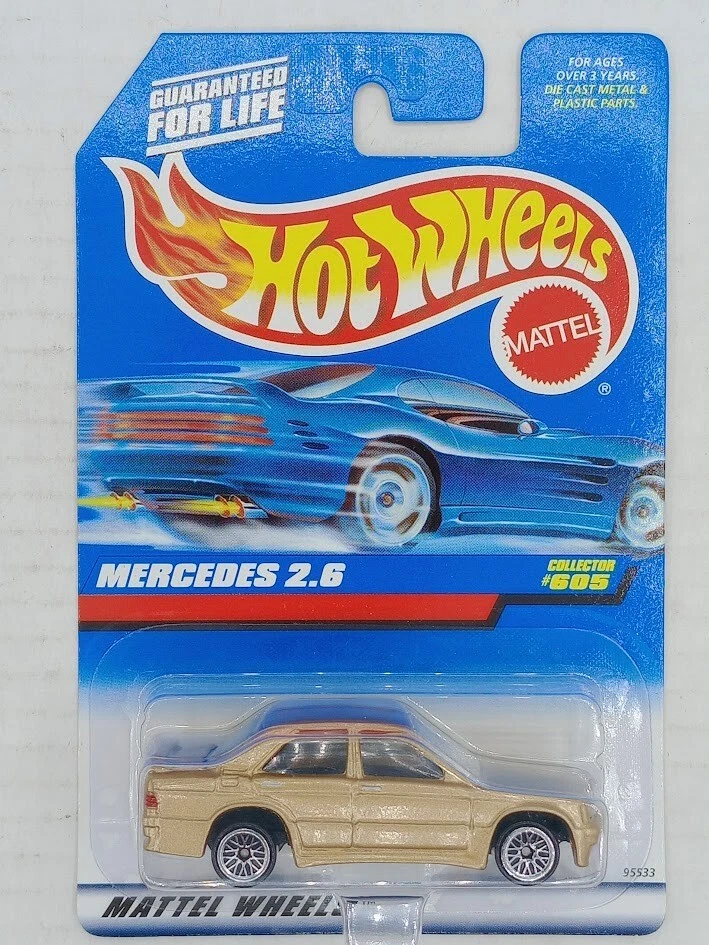 GUARANTEED
FOR LIFE
FOR AGES
OVER 3 YEARS.
DIE CAST METAL &
PLASTIC PARTS.
HOT WHEELS
MATTEL
®
MERCEDES 2.6
COLLECTOR
#605
95533
MATTEL WHEELS